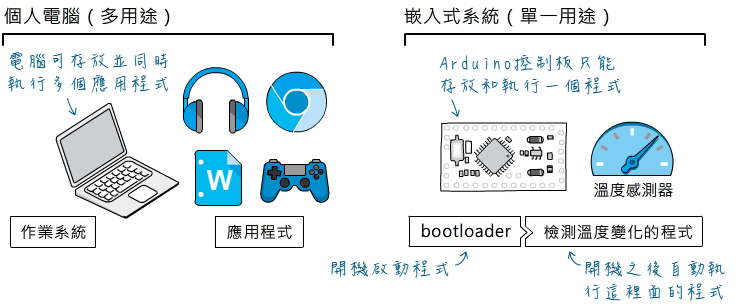 個人電腦（多用途）
電腦可存放並同時
執行多個應用程式
W
作業系統
應用程式
嵌入式系統（單一用途）
Arduino控制板只能
存放和執行一個程式
溫度感測器
bootloader
檢測溫度變化的程式
開機啟動程式
開機之後自動執
行這裡面的程式